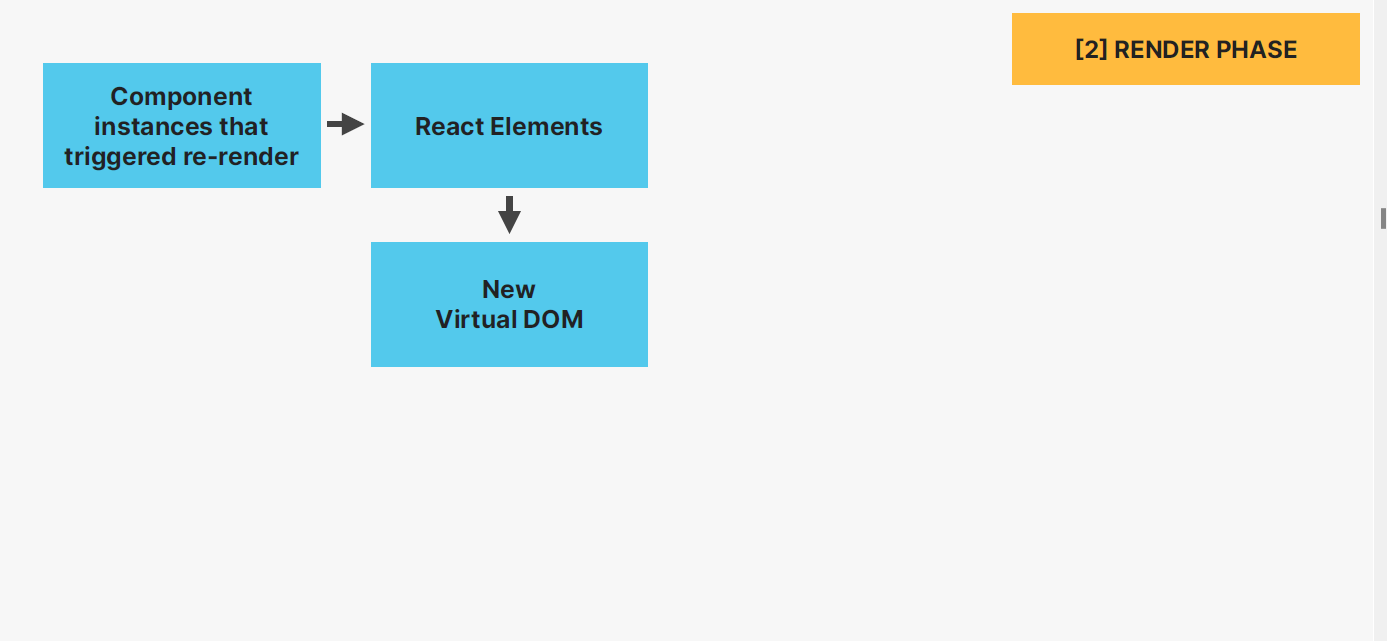 [2] RENDER PHASE
Component
instances that
triggered re-render
React Elements
New
Virtual DOM